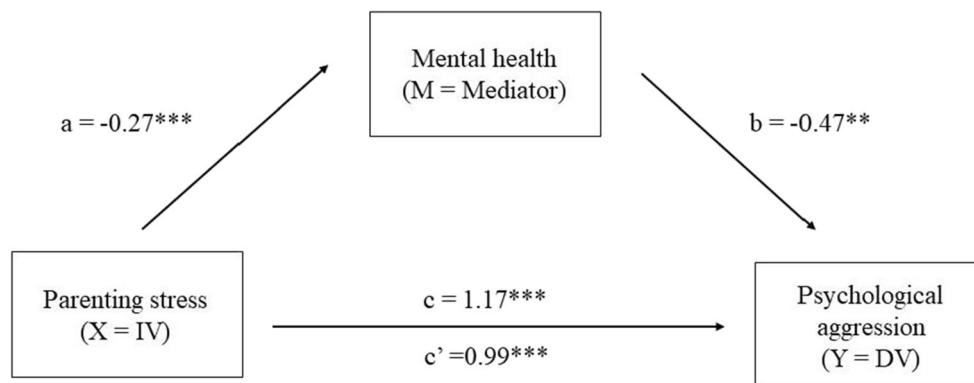 Mental health
(M = Mediator)
a = -0.27***
b = -0.47**
Parenting stress
(X = IV)
c = 1.17***
c’ =0.99***
Psychological
aggression
(Y = DV)